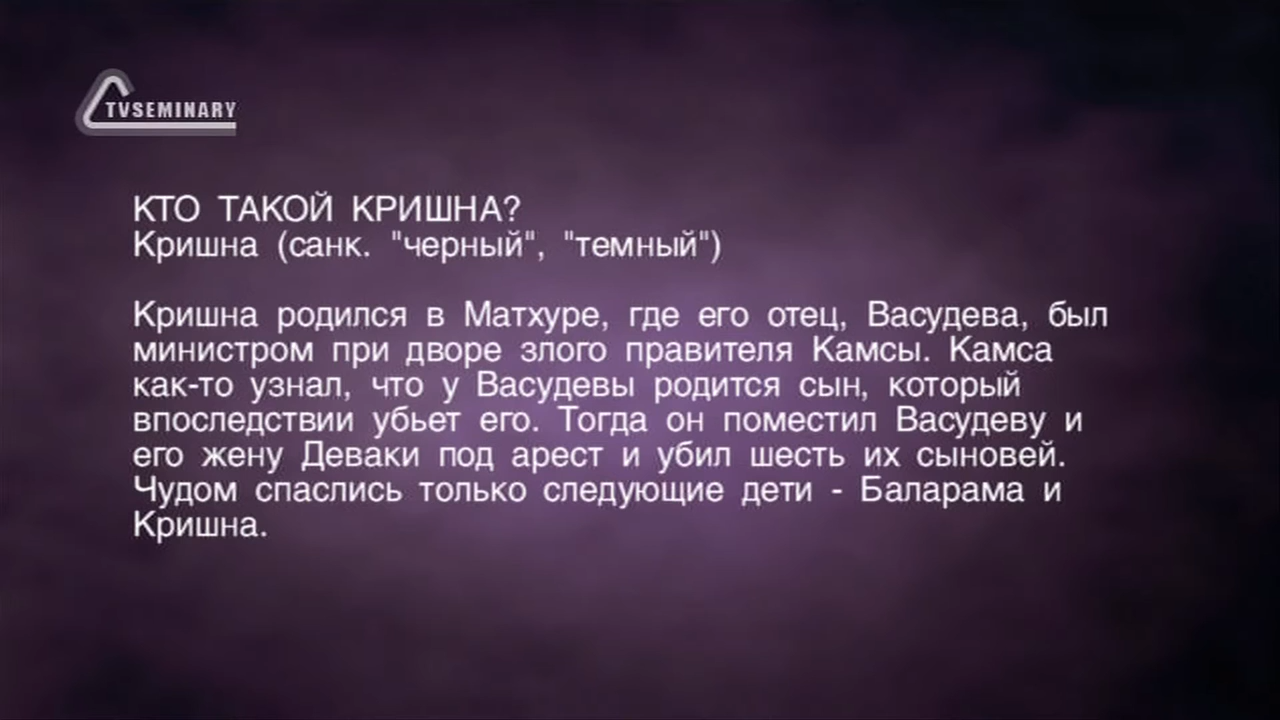 TVSEMINARY
КТО ТАКОЙ КРИШНА?
Кришна (санк. "черный", "темный")
Кришна родился в Матхуре, где его отец, Васудева, был
министром при дворе злого правителя Камсы. Камса
как-то узнал, что у Васудевы родится сын, который
впоследствии убьет его. Тогда он поместил Васудеву и
его жену Деваки под арест и убил шесть их сыновей.
Чудом спаслись только следующие дети - Баларама и
Кришна.